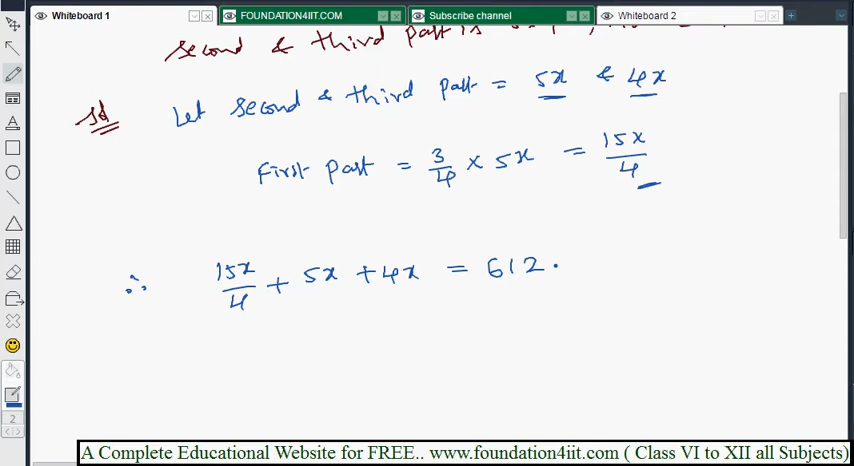 Whiteboard 1 FOUNDATION4IIT.COM Subscribe channel Whiteboard 2
second & third part is
Sol Let second & third part = 5x & 4x
First part = 3/4 × 5x = 15x/4
∴ 15x/4 + 5x + 4x = 612.
2
A Complete Educational Website for FREE.. www.foundation4iit.com ( Class VI to XII all Subjects)